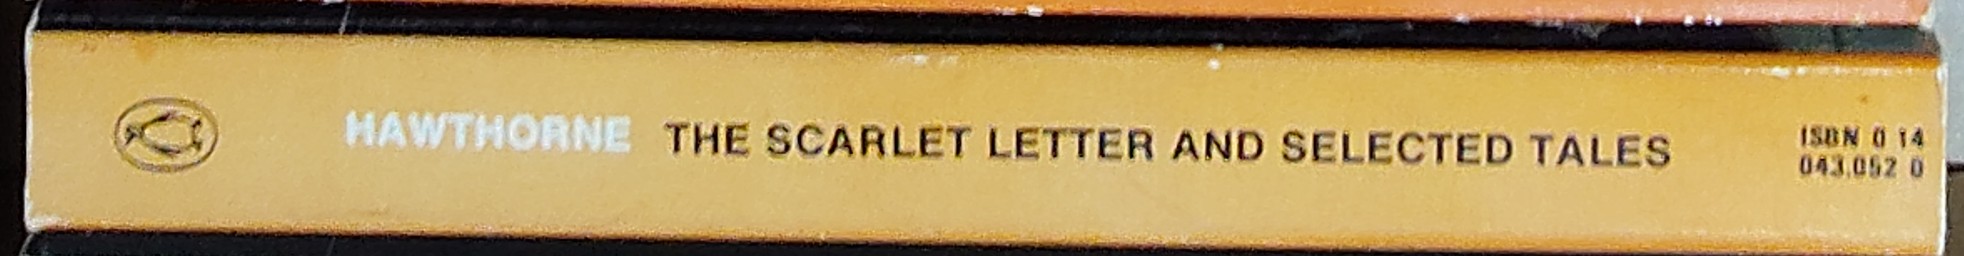 HAWTHORNE THE SCARLET LETTER AND SELECTED TALES
ISBN 0 14
043.052 0